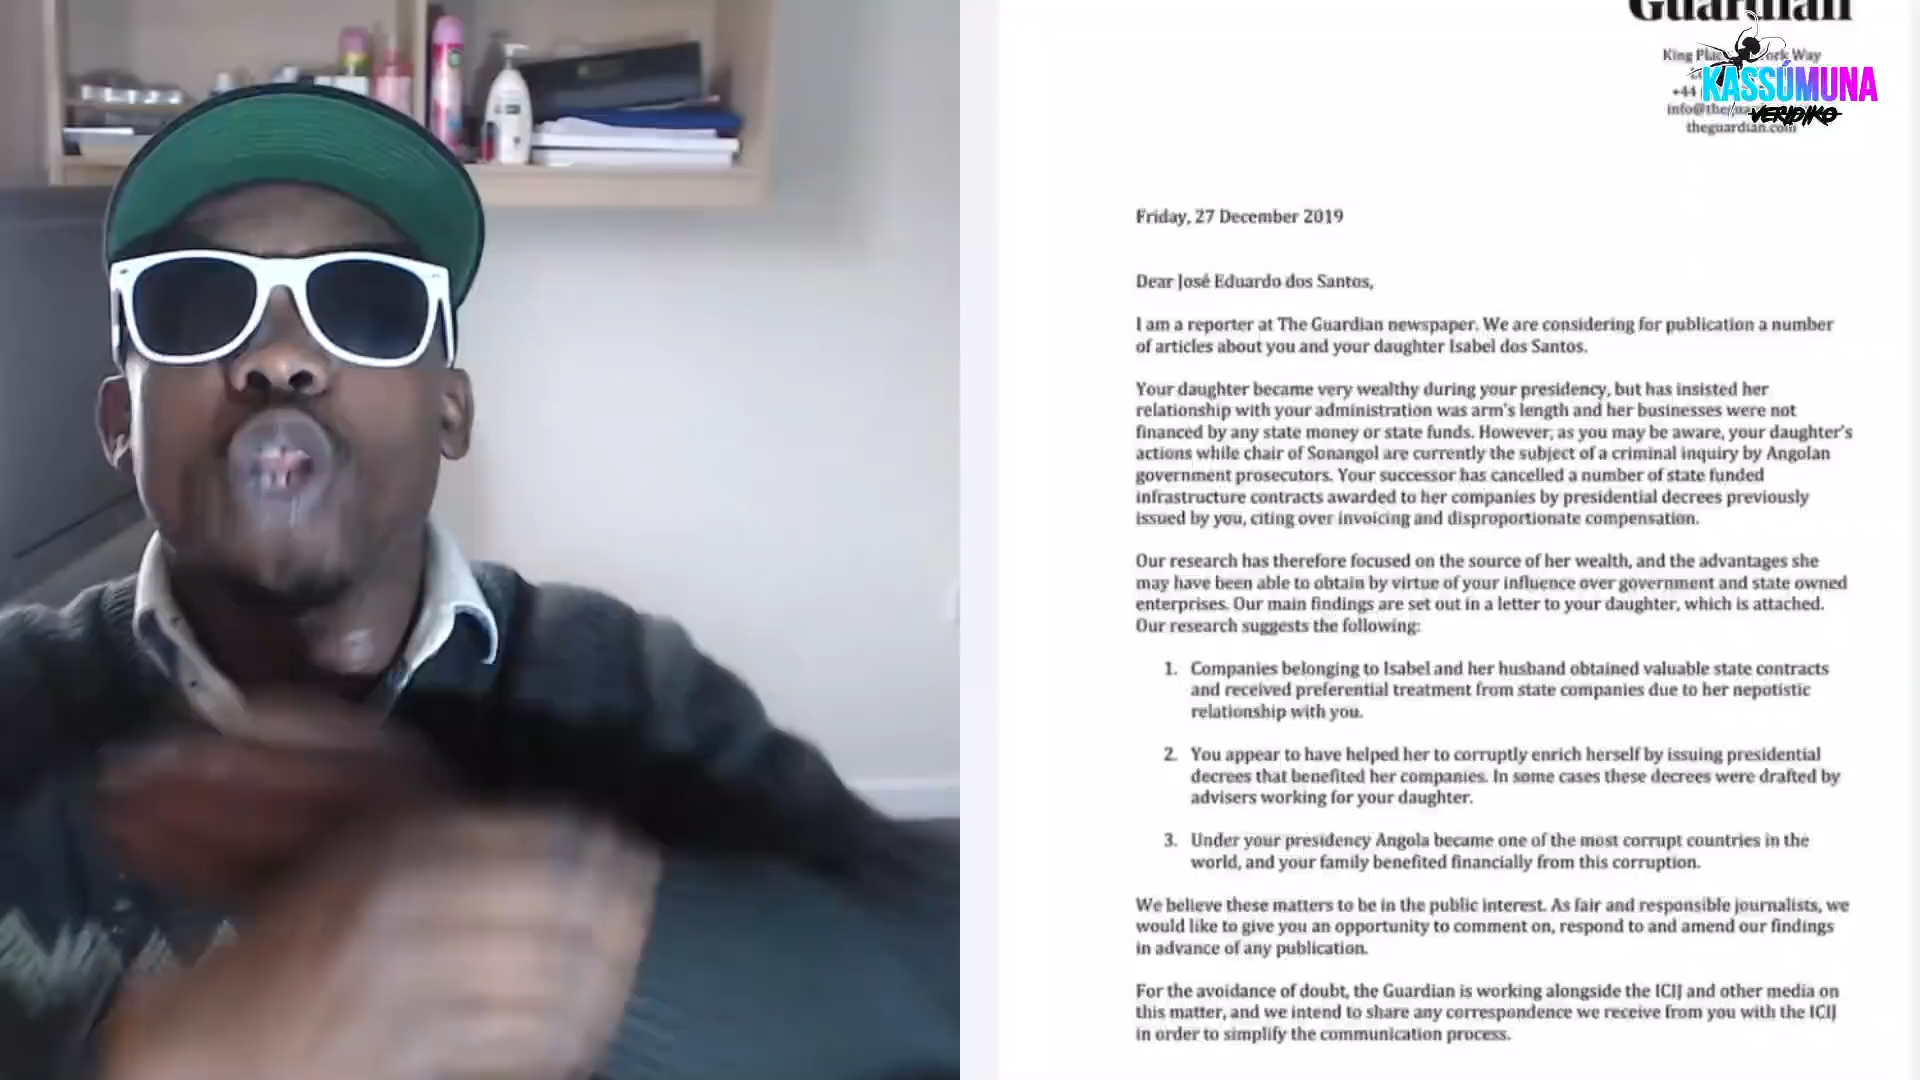 Guardian
King Place
ork Way
+44
KASSÚMUNA
VERIDIKO
theguardian.com
Friday, 27 December 2019
Dear José Eduardo dos Santos,
I am a reporter at The Guardian newspaper. We are considering for publication a number
of articles about you and your daughter Isabel dos Santos.
Your daughter became very wealthy during your presidency, but has insisted her
relationship with your administration was arm's length and her businesses were not
financed by any state money or state funds. However, as you may be aware, your daughter's
actions while chair of Sonangol are currently the subject of a criminal inquiry by Angolan
government prosecutors. Your successor has cancelled a number of state funded
infrastructure contracts awarded to her companies by presidential decrees previously
issued by you, citing over invoicing and disproportionate compensation.
Our research has therefore focused on the source of her wealth, and the advantages she
may have been able to obtain by virtue of your influence over government and state owned
enterprises. Our main findings are set out in a letter to your daughter, which is attached.
Our research suggests the following:
1. Companies belonging to Isabel and her husband obtained valuable state contracts
and received preferential treatment from state companies due to her nepotistic
relationship with you.
2. You appear to have helped her to corruptly enrich herself by issuing presidential
decrees that benefited her companies. In some cases these decrees were drafted by
advisers working for your daughter.
3. Under your presidency Angola became one of the most corrupt countries in the
world, and your family benefited financially from this corruption.
We believe these matters to be in the public interest. As fair and responsible journalists, we
would like to give you an opportunity to comment on, respond to and amend our findings
in advance of any publication.
For the avoidance of doubt, the Guardian is working alongside the ICIJ and other media on
this matter, and we intend to share any correspondence we receive from you with the ICIJ
in order to simplify the communication process.